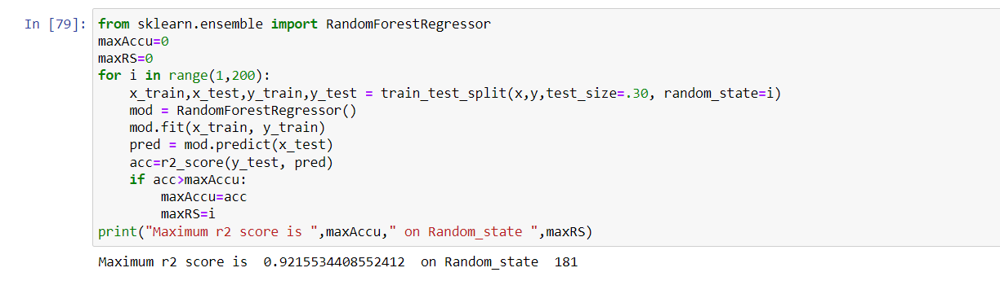 In [79]: from sklearn.ensemble import RandomForestRegressor
maxAccu=0
maxRS=0
for i in range(1,200):
    x_train,x_test,y_train,y_test = train_test_split(x,y,test_size=.30, random_state=i)
    mod = RandomForestRegressor()
    mod.fit(x_train, y_train)
    pred = mod.predict(x_test)
    acc=r2_score(y_test, pred)
    if acc>maxAccu:
        maxAccu=acc
        maxRS=i
print("Maximum r2 score is ",maxAccu," on Random_state ",maxRS)
Maximum r2 score is  0.9215534408552412  on Random_state  181